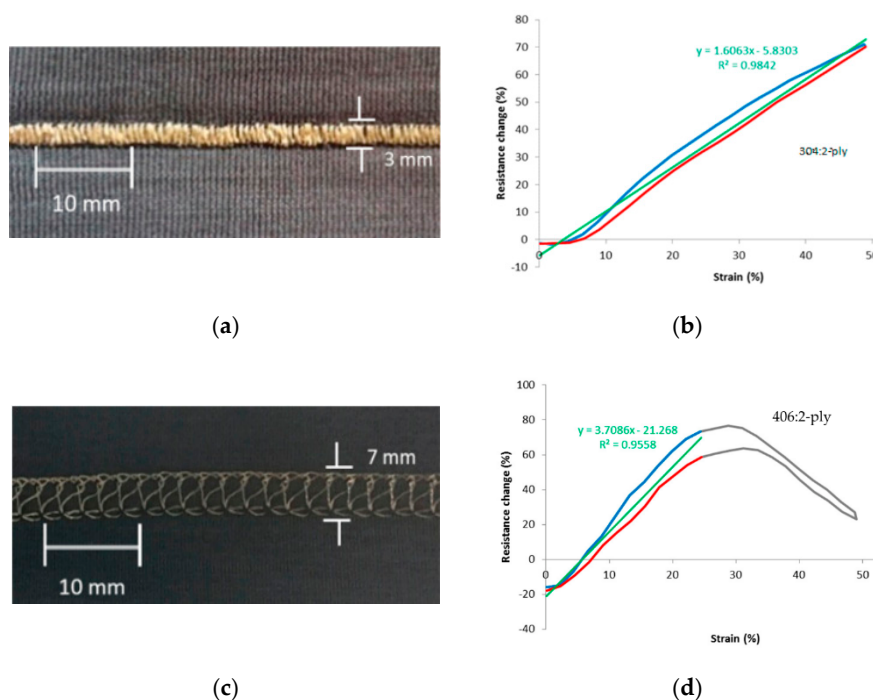 10 mm
3 mm
(a)
80
70
60
50
40
30
20
10
0
-10
Resistance change (%)
y = 1.6063x - 5.8303
R² = 0.9842
304:2-ply
0 10 20 30 40 50
Strain (%)
(b)
7 mm
10 mm
(c)
100
80
60
40
20
0
-20
-40
Resistance change (%)
y = 3.7086x - 21.268
R² = 0.9558
406:2-ply
0 10 20 30 40 50
Strain (%)
(d)